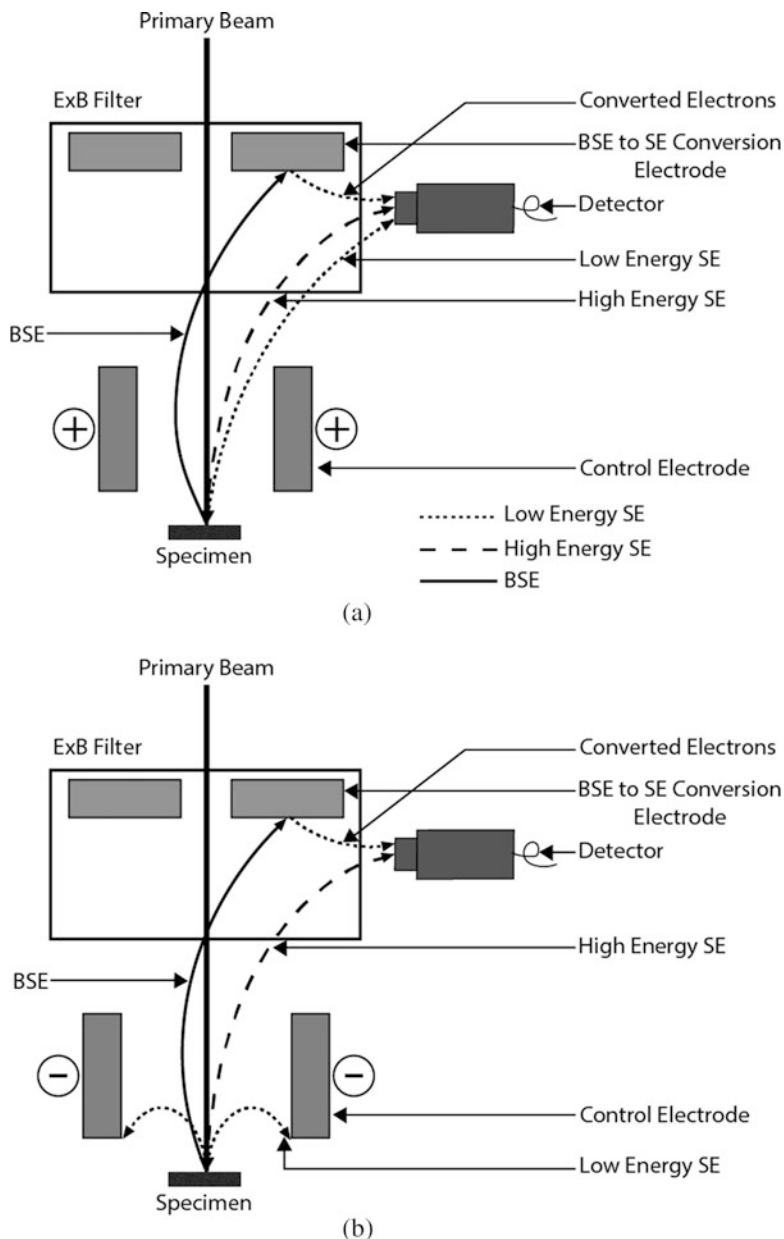 Primary Beam
ExB Filter
Converted Electrons
BSE to SE Conversion
Electrode
Detector
Low Energy SE
High Energy SE
BSE
+
+
Control Electrode
Low Energy SE
High Energy SE
BSE
Specimen
(a)
Primary Beam
ExB Filter
Converted Electrons
BSE to SE Conversion
Electrode
Detector
High Energy SE
BSE
−
−
Control Electrode
Low Energy SE
Specimen
(b)